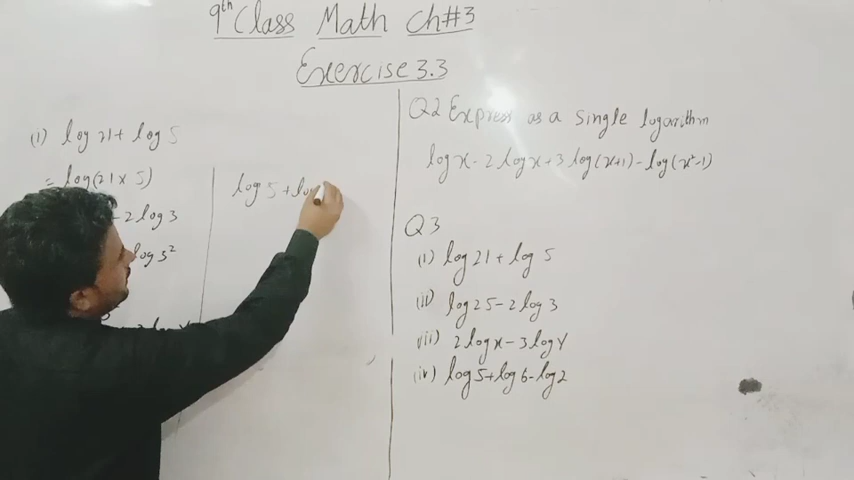 9th Class Math Ch#3
Exercise 3.3
(i) log 21 + log 5
= log(21 x 5)
- 2 log 3
log 3²
log 5 + lo
Q2 Express as a Single logarithm
log x - 2 log x + 3 log (x+1) - log (x²-1)
Q3
(i) log 21 + log 5
(ii) log 25 - 2 log 3
(iii) 2 log x - 3 log Y
(iv) log 5 + log 6 - log 2